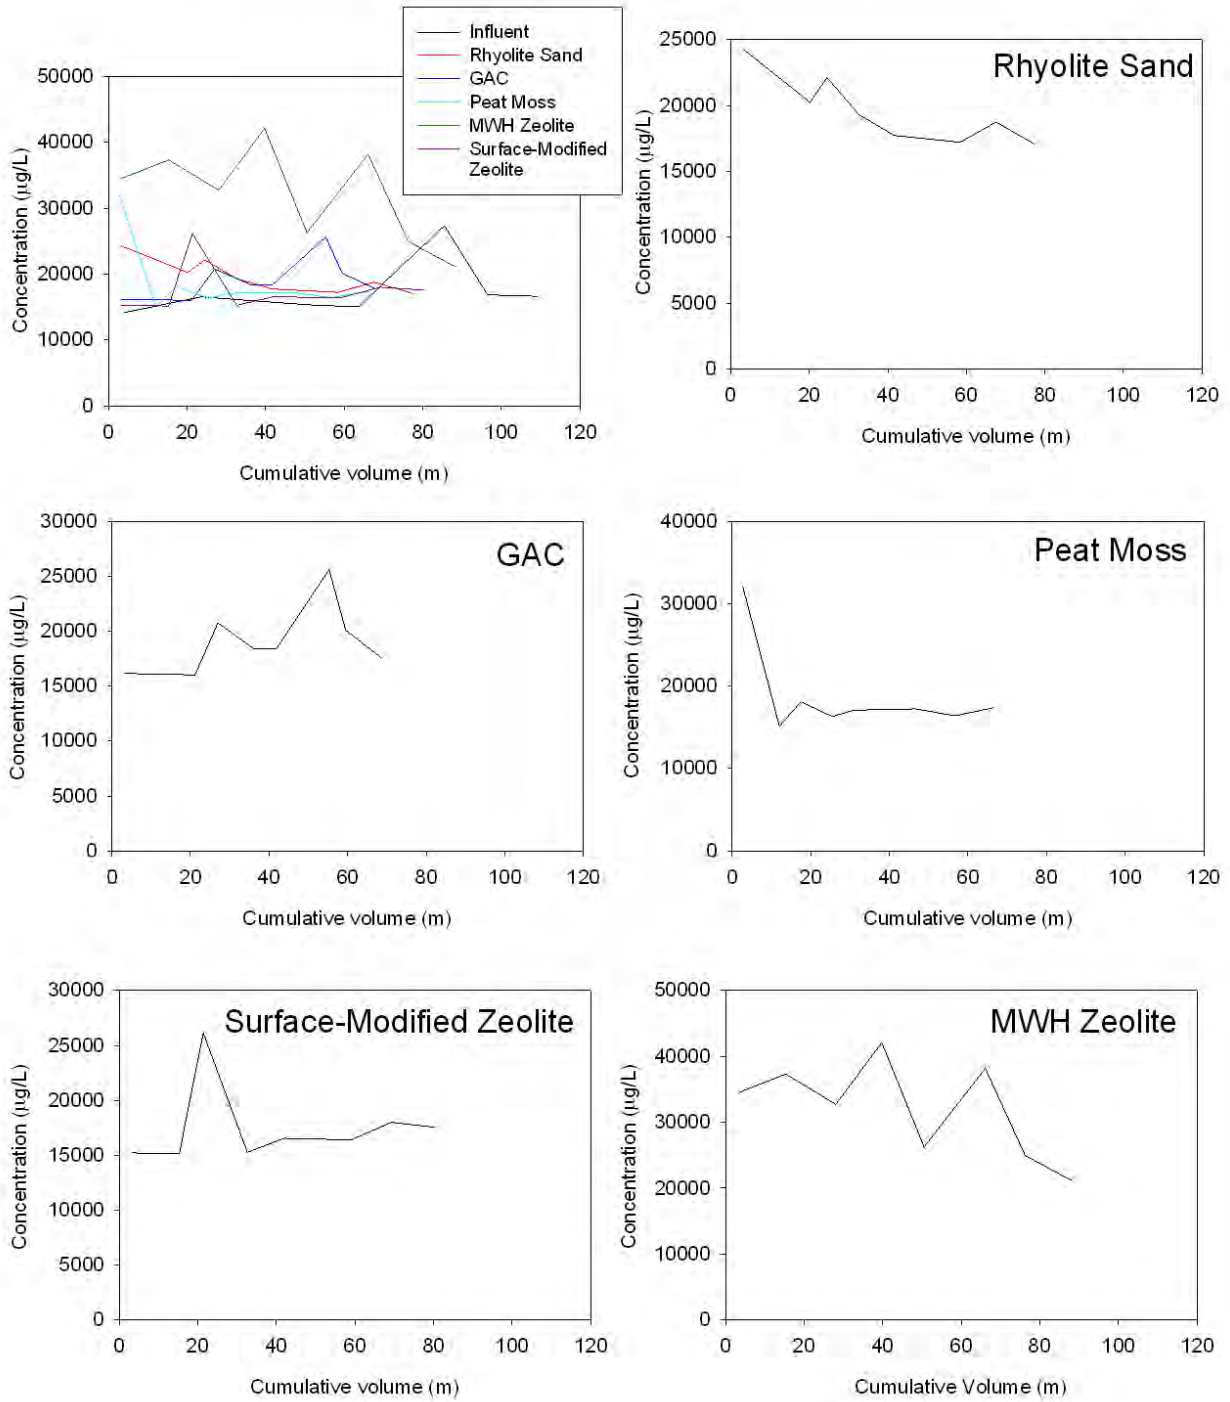 Influent
Rhyolite Sand
GAC
Peat Moss
MWH Zeolite
Surface-Modified
Zeolite
50000
40000
30000
20000
10000
0
Concentration (µg/L)
0 20 40 60 80 100 120
Cumulative volume (m)
Rhyolite Sand
25000
20000
15000
10000
5000
0
Concentration (µg/L)
0 20 40 60 80 100 120
Cumulative volume (m)
GAC
30000
25000
20000
15000
10000
5000
0
Concentration (µg/L)
0 20 40 60 80 100 120
Cumulative volume (m)
Peat Moss
40000
30000
20000
10000
0
Concentration (µg/L)
0 20 40 60 80 100 120
Cumulative volume (m)
Surface-Modified Zeolite
30000
25000
20000
15000
10000
5000
0
Concentration (µg/L)
0 20 40 60 80 100 120
Cumulative volume (m)
MWH Zeolite
50000
40000
30000
20000
10000
0
Concentration (µg/L)
0 20 40 60 80 100 120
Cumulative Volume (m)